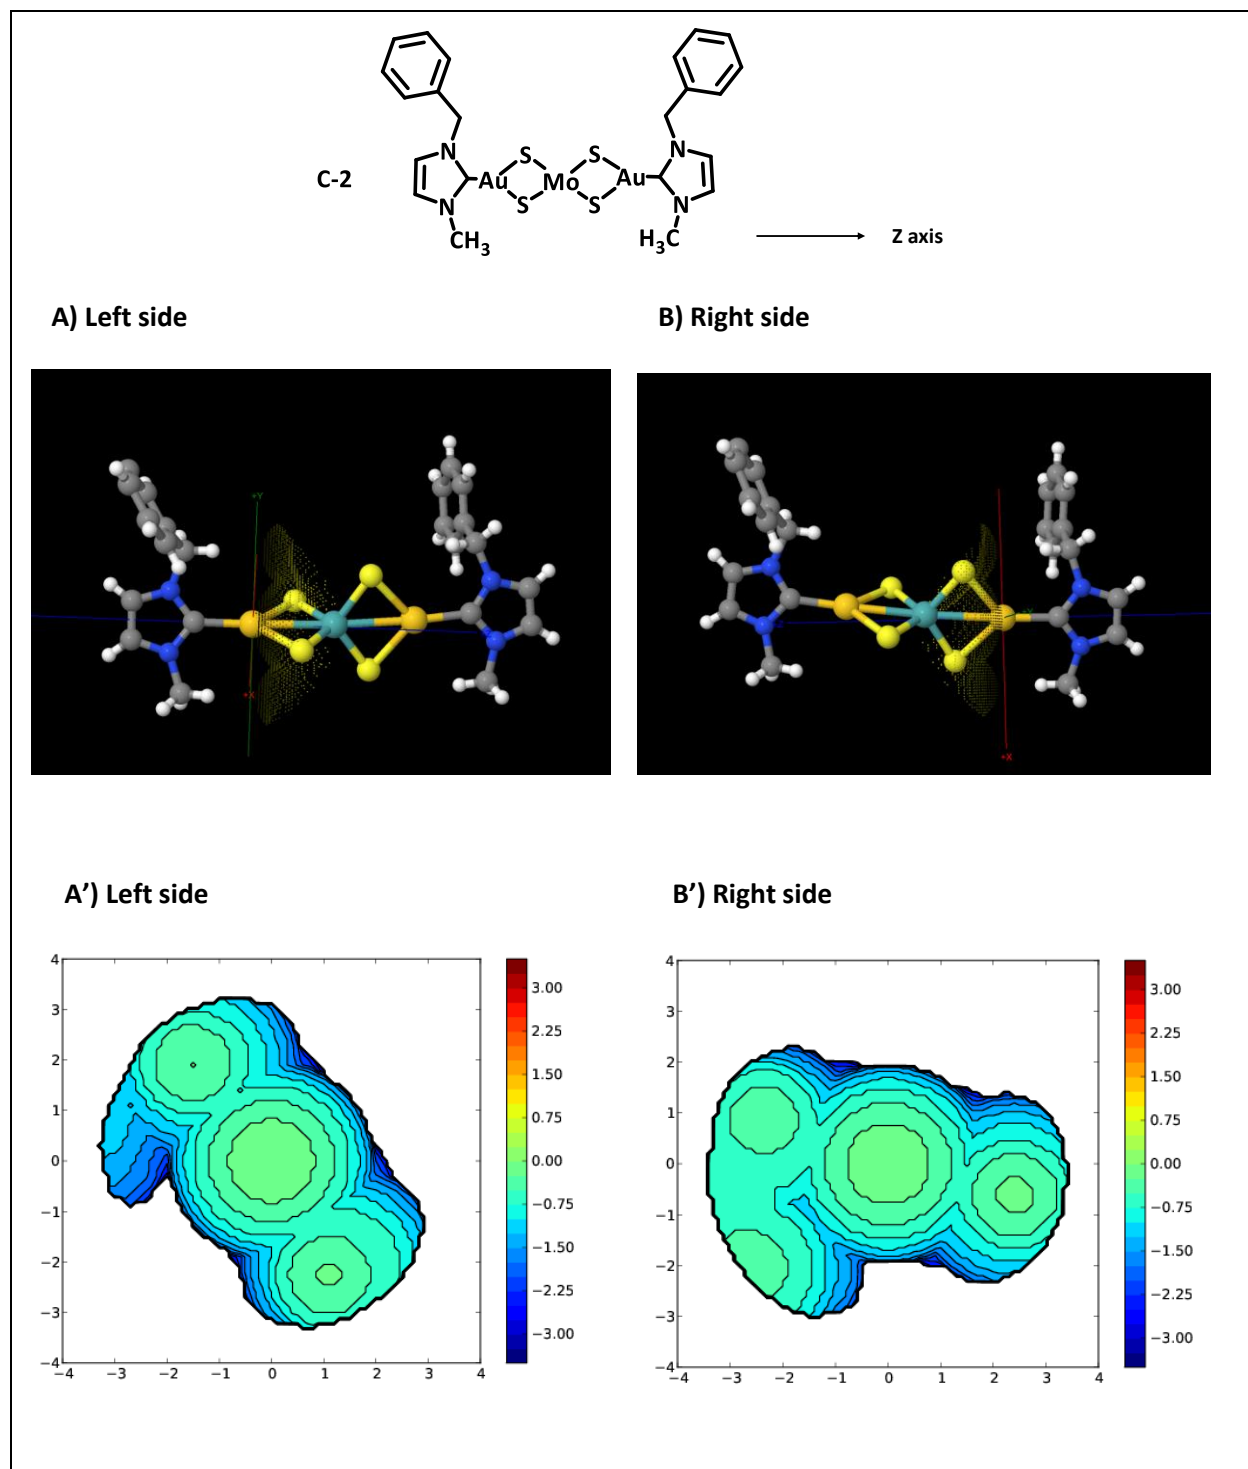 C-2
N
N
S
S
Au
Mo
Au
S
S
N
N
CH3
H3C
Z axis
A) Left side
B) Right side
+Y
+X
+Y
+X
A') Left side
B') Right side
4
3
2
1
0
−1
−2
−3
−4
−4 −3 −2 −1 0 1 2 3 4
3.00
2.25
1.50
0.75
0.00
−0.75
−1.50
−2.25
−3.00
4
3
2
1
0
−1
−2
−3
−4
−4 −3 −2 −1 0 1 2 3 4
3.00
2.25
1.50
0.75
0.00
−0.75
−1.50
−2.25
−3.00